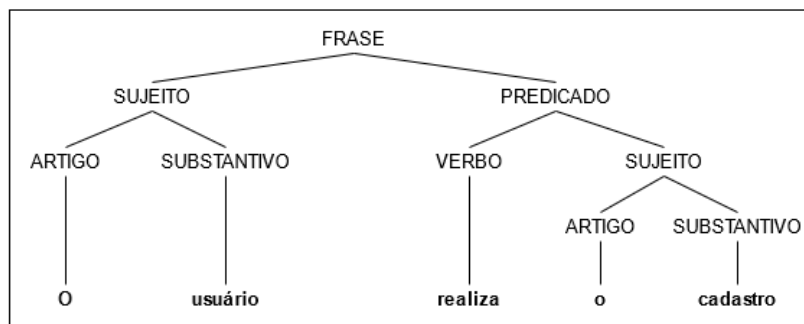 FRASE
SUJEITO PREDICADO
ARTIGO SUBSTANTIVO VERBO SUJEITO
ARTIGO SUBSTANTIVO
O usuário realiza o cadastro